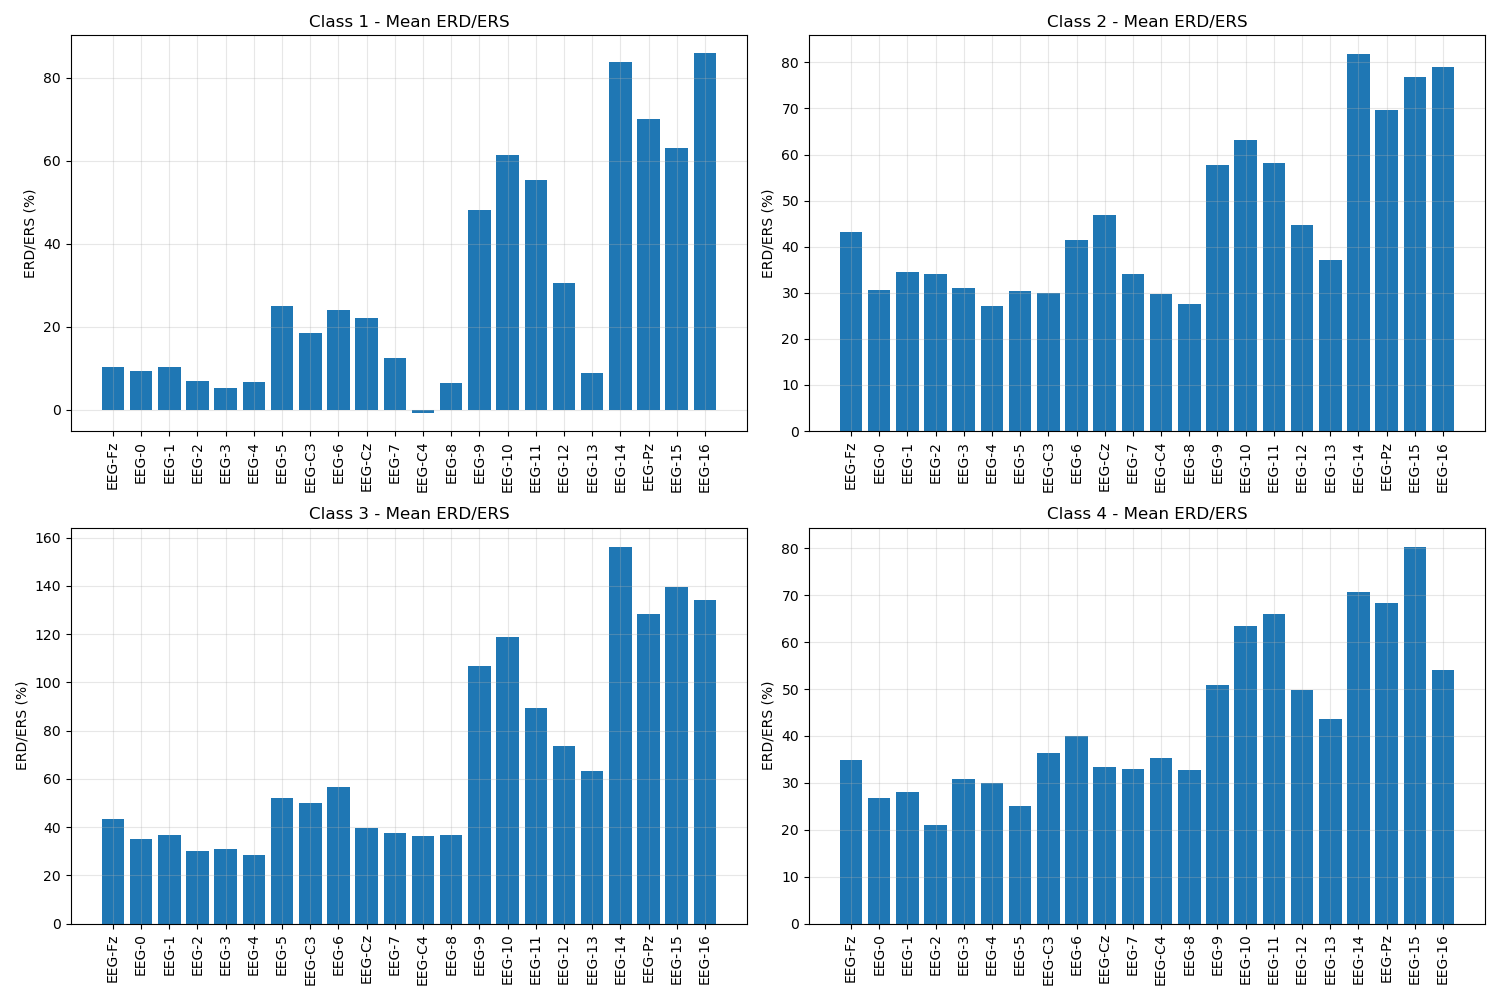 Class 1 - Mean ERD/ERS
ERD/ERS (%)
80
60
40
20
0
EEG-Fz
EEG-0
EEG-1
EEG-2
EEG-3
EEG-4
EEG-5
EEG-C3
EEG-6
EEG-Cz
EEG-7
EEG-C4
EEG-8
EEG-9
EEG-10
EEG-11
EEG-12
EEG-13
EEG-14
EEG-Pz
EEG-15
EEG-16
Class 2 - Mean ERD/ERS
ERD/ERS (%)
80
70
60
50
40
30
20
10
0
EEG-Fz
EEG-0
EEG-1
EEG-2
EEG-3
EEG-4
EEG-5
EEG-C3
EEG-6
EEG-Cz
EEG-7
EEG-C4
EEG-8
EEG-9
EEG-10
EEG-11
EEG-12
EEG-13
EEG-14
EEG-Pz
EEG-15
EEG-16
Class 3 - Mean ERD/ERS
ERD/ERS (%)
160
140
120
100
80
60
40
20
0
EEG-Fz
EEG-0
EEG-1
EEG-2
EEG-3
EEG-4
EEG-5
EEG-C3
EEG-6
EEG-Cz
EEG-7
EEG-C4
EEG-8
EEG-9
EEG-10
EEG-11
EEG-12
EEG-13
EEG-14
EEG-Pz
EEG-15
EEG-16
Class 4 - Mean ERD/ERS
ERD/ERS (%)
80
70
60
50
40
30
20
10
0
EEG-Fz
EEG-0
EEG-1
EEG-2
EEG-3
EEG-4
EEG-5
EEG-C3
EEG-6
EEG-Cz
EEG-7
EEG-C4
EEG-8
EEG-9
EEG-10
EEG-11
EEG-12
EEG-13
EEG-14
EEG-Pz
EEG-15
EEG-16